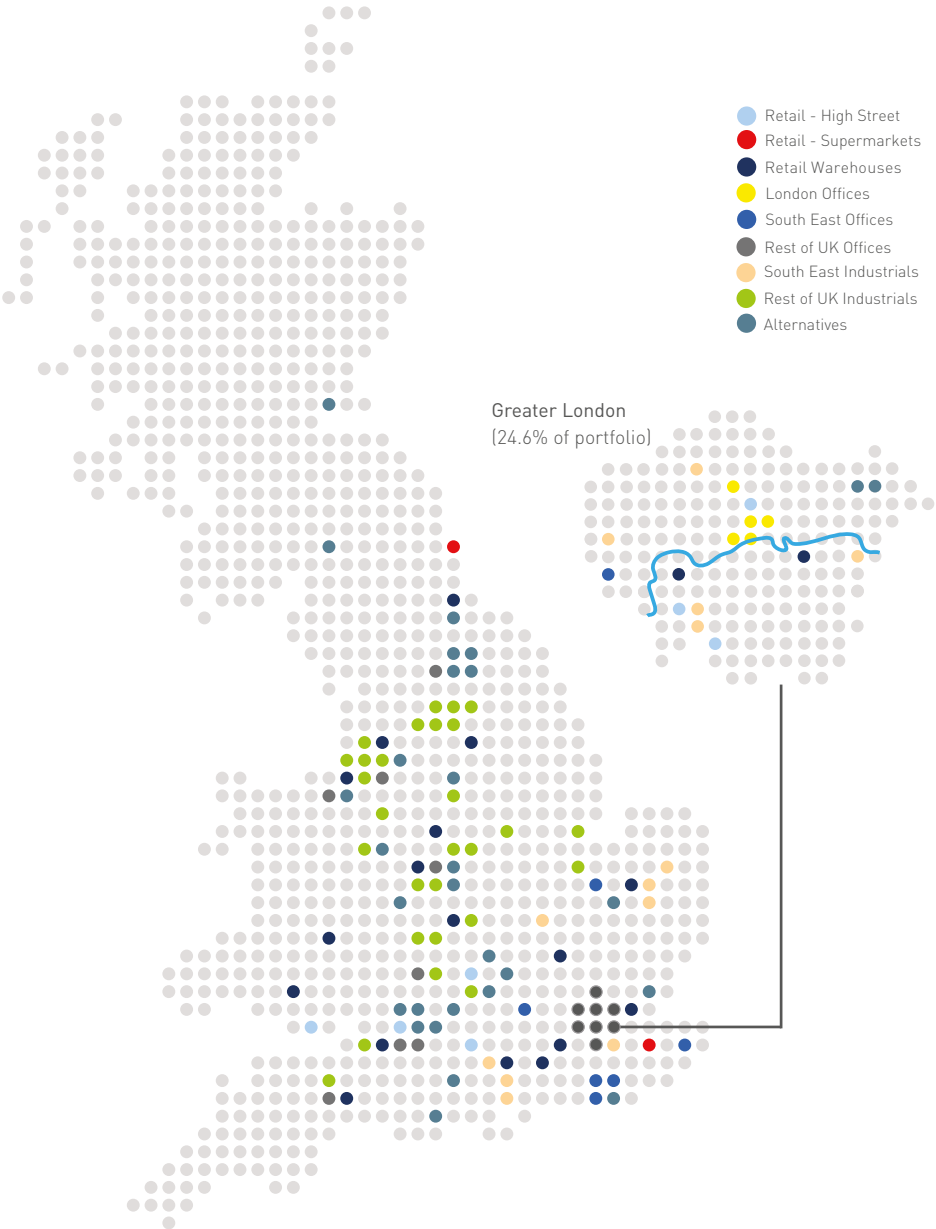 Retail - High Street
Retail - Supermarkets
Retail Warehouses
London Offices
South East Offices
Rest of UK Offices
South East Industrials
Rest of UK Industrials
Alternatives
Greater London
(24.6% of portfolio)